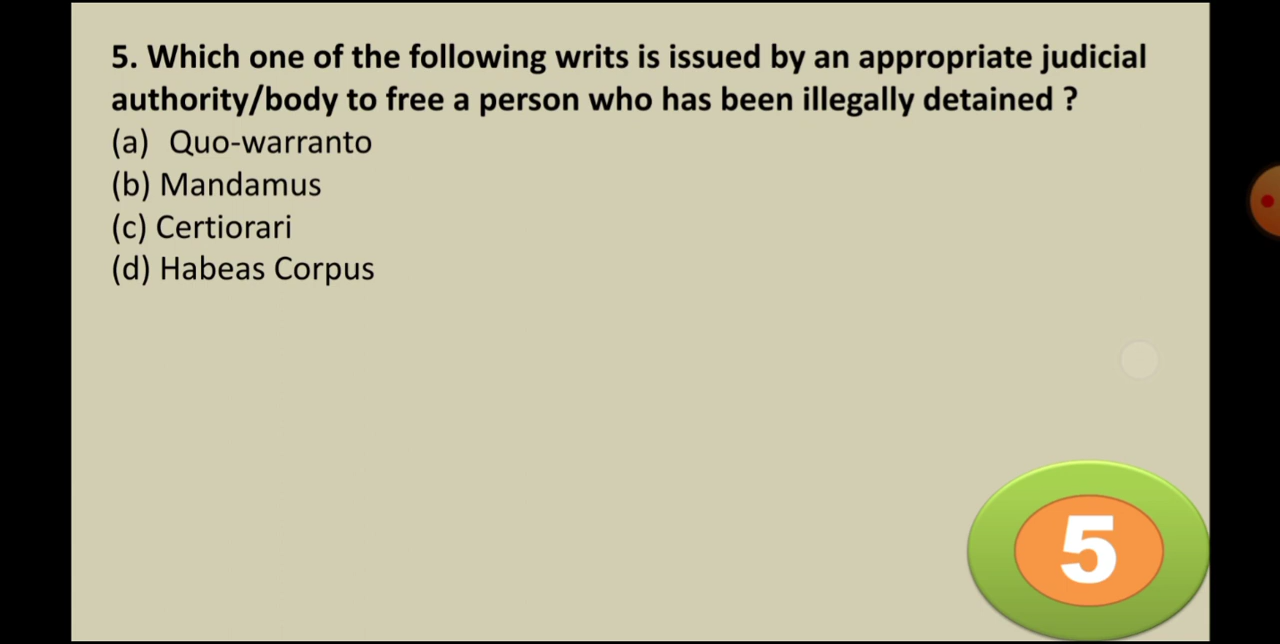 5. Which one of the following writs is issued by an appropriate judicial
authority/body to free a person who has been illegally detained ?
(a) Quo-warranto
(b) Mandamus
(c) Certiorari
(d) Habeas Corpus
5